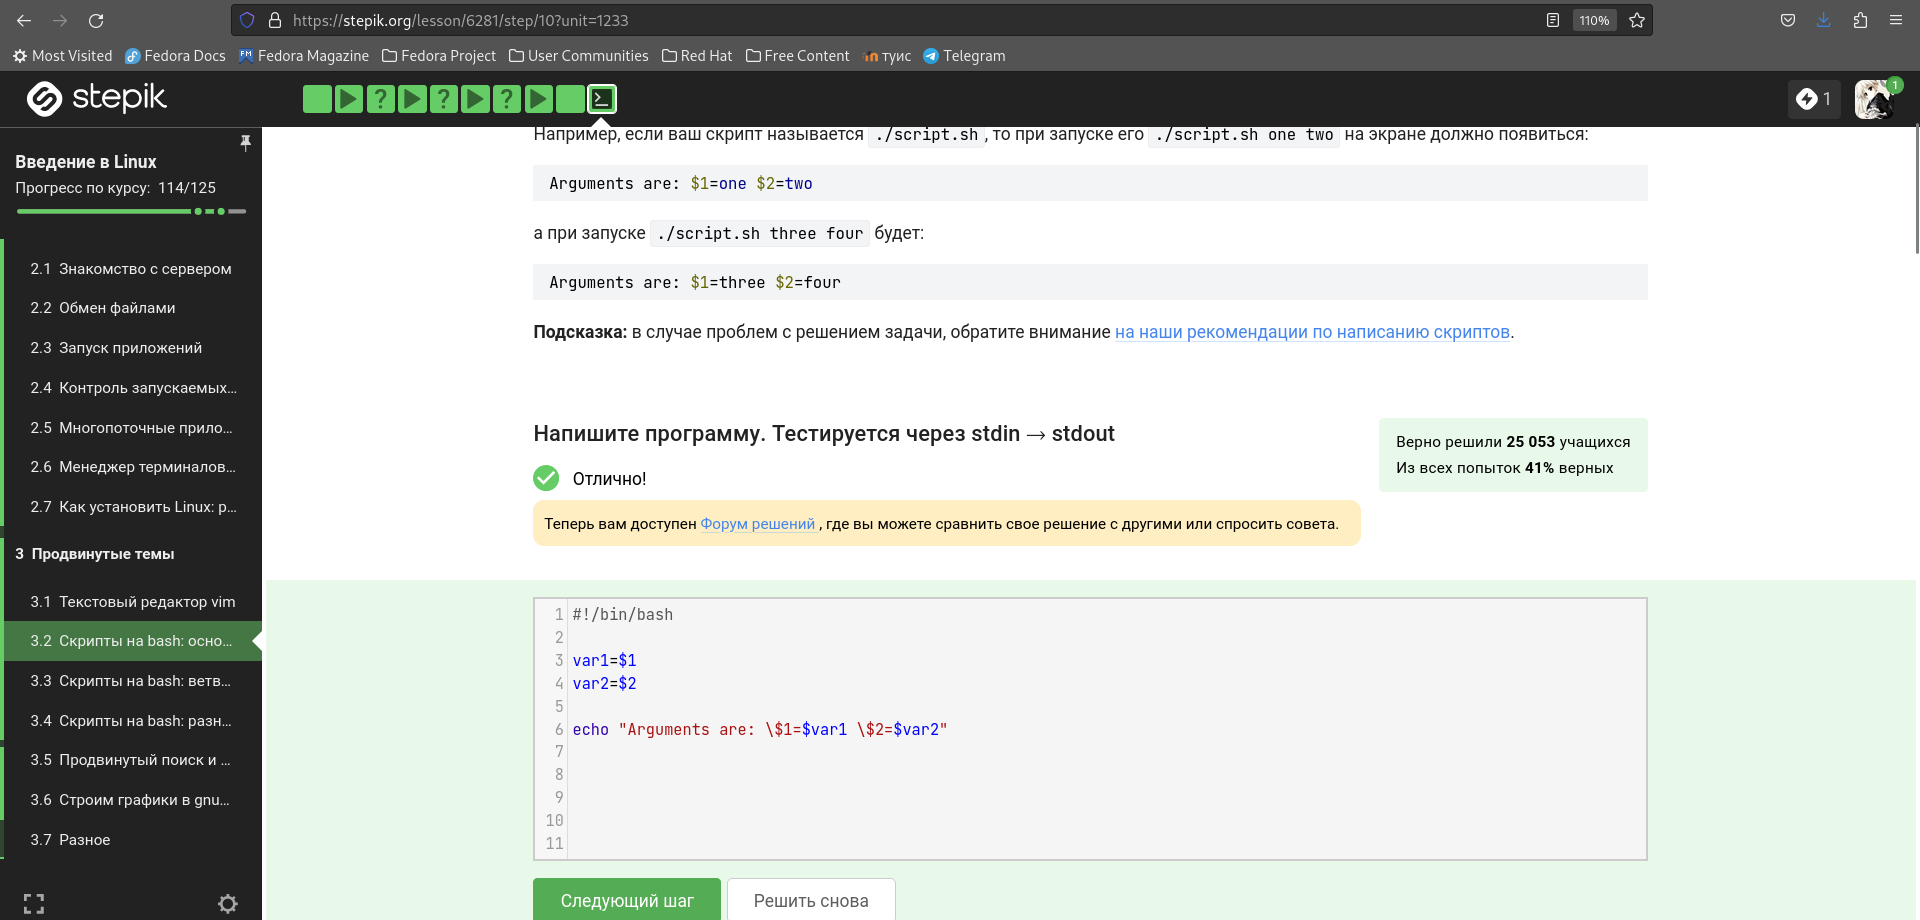 https://stepik.org/lesson/6281/step/10?unit=1233
110%
Most Visited Fedora Docs Fedora Magazine Fedora Project User Communities Red Hat Free Content туис Telegram
stepik
1
1
Введение в Linux
Прогресс по курсу: 114/125
2.1 Знакомство с сервером
2.2 Обмен файлами
2.3 Запуск приложений
2.4 Контроль запускаемых...
2.5 Многопоточные прило...
2.6 Менеджер терминалов...
2.7 Как установить Linux: р...
3 Продвинутые темы
3.1 Текстовый редактор vim
3.2 Скрипты на bash: осно...
3.3 Скрипты на bash: ветв...
3.4 Скрипты на bash: разн...
3.5 Продвинутый поиск и ...
3.6 Строим графики в gnu...
3.7 Разное
Например, если ваш скрипт называется ./script.sh, то при запуске его ./script.sh one two на экране должно появиться:
Arguments are: $1=one $2=two
а при запуске ./script.sh three four будет:
Arguments are: $1=three $2=four
Подсказка: в случае проблем с решением задачи, обратите внимание на наши рекомендации по написанию скриптов.
Напишите программу. Тестируется через stdin → stdout
Верно решили 25 053 учащихся
Из всех попыток 41% верных
Отлично!
Теперь вам доступен Форум решений , где вы можете сравнить свое решение с другими или спросить совета.
1 #!/bin/bash
2
3 var1=$1
4 var2=$2
5
6 echo "Arguments are: \$1=$var1 \$2=$var2"
7
8
9
10
11
Следующий шаг
Решить снова